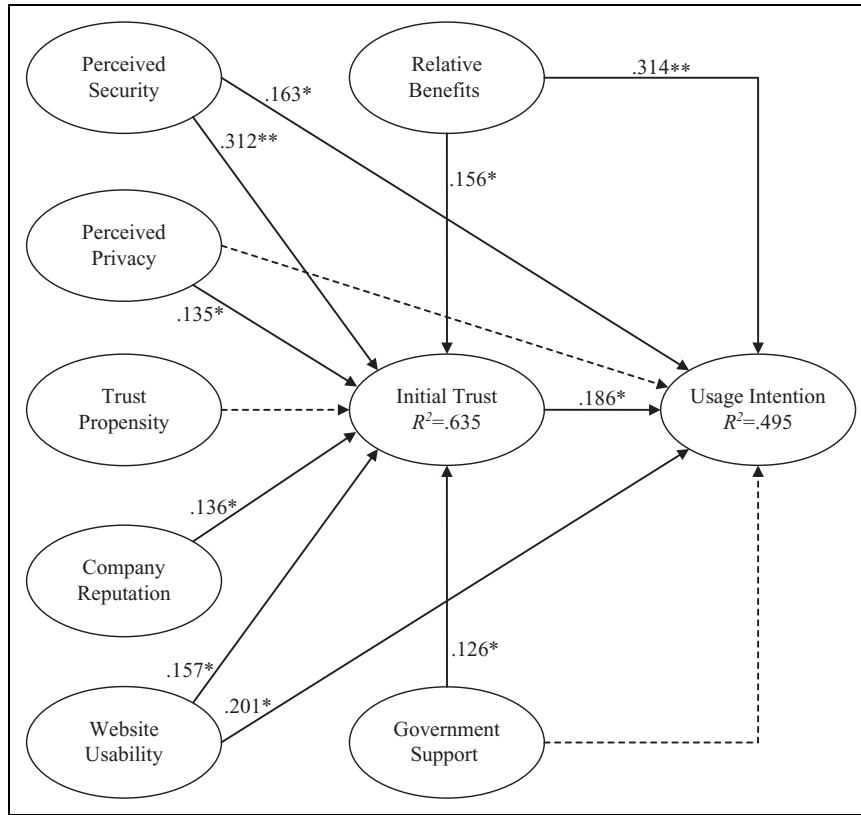 Perceived
Security
Relative
Benefits
.314**
.163*
.312**
.156*
Perceived
Privacy
.135*
Trust
Propensity
Initial Trust
R²=.635
.186*
Usage Intention
R²=.495
.136*
Company
Reputation
.157*
.126*
.201*
Website
Usability
Government
Support